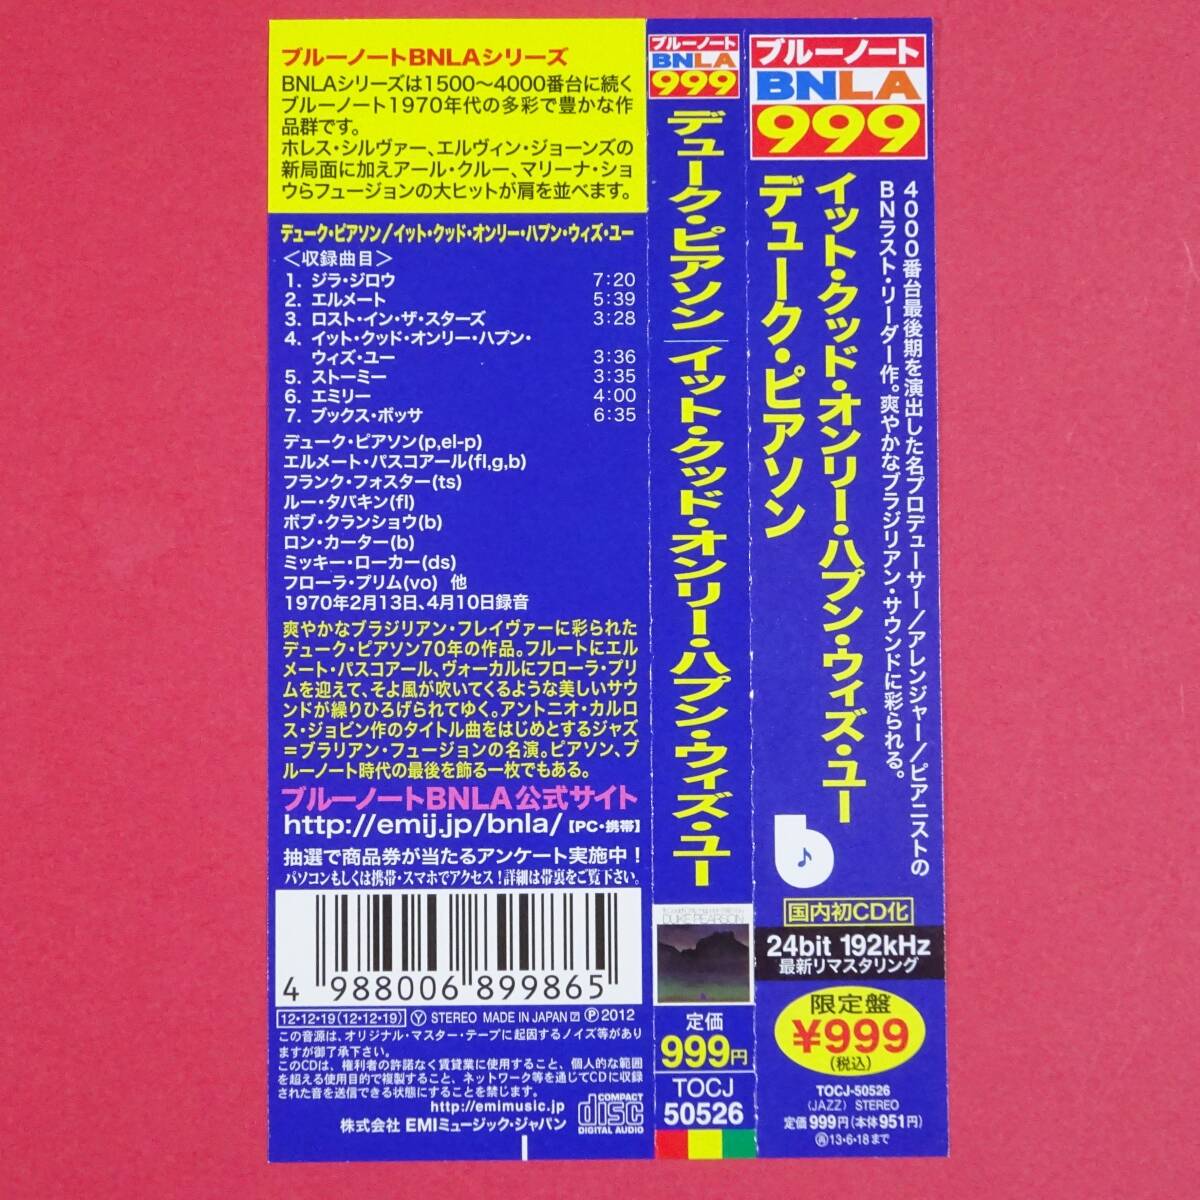 ブルーノートBNLAシリーズ
BNLAシリーズは1500〜4000番台に続く
ブルーノート1970年代の多彩で豊かな作
品群です。
ホレス・シルヴァー、エルヴィン・ジョーンズの
新局面に加えアール・クルー、マリーナ・ショ
ウらフュージョンの大ヒットが肩を並べます。
デューク・ピアソン/イット・クッド・オンリー・ハプン・ウィズ・ユー
＜収録曲目＞
1. ジラ・ジロウ 7:20
2. エルメート 5:39
3. ロスト・イン・ザ・スターズ 3:28
4. イット・クッド・オンリー・ハプン・
ウィズ・ユー 3:36
5. ストーミー 3:35
6. エミリー 4:00
7. ブックス・ボッサ 6:35
デューク・ピアソン(p,el-p)
エルメート・パスコアール(fl,g,b)
フランク・フォスター(ts)
ルー・タバキン(fl)
ボブ・クランショウ(b)
ロン・カーター(b)
ミッキー・ローカー(ds)
フローラ・プリム(vo) 他
1970年2月13日、4月10日録音
爽やかなブラジリアン・フレイヴァーに彩られた
デューク・ピアソン70年の作品。フルートにエル
メート・パスコアール、ヴォーカルにフローラ・プリ
ムを迎えて、そよ風が吹いてくるような美しいサウ
ンドが繰りひろげられてゆく。アントニオ・カルロ
ス・ジョビン作のタイトル曲をはじめとするジャズ
＝ブラリアン・フュージョンの名演。ピアソン、ブ
ルーノート時代の最後を飾る一枚でもある。
ブルーノートBNLA公式サイト
http://emij.jp/bnla/【PC・携帯】
抽選で商品券が当たるアンケート実施中！
パソコンもしくは携帯・スマホでアクセス！詳細は帯裏をご覧下さい。
4 988006 899865
12・12・19(12・12・19) Ⓨ STEREO MADE IN JAPAN ℗2012
この音源は、オリジナル・マスター・テープに起因するノイズ等があり
ますが御了承下さい。
このCDは、権利者の許諾なく賃貸業に使用すること、個人的な範囲
を超える使用目的で複製すること、ネットワーク等を通じてCDに収録
された音を送信できる状態にすることを禁じます。
http://emimusic.jp
株式会社 EMIミュージック・ジャパン
COMPACT
disc
DIGITAL AUDIO
ブルーノート
BNLA
999
デューク・ピアソン/イット・クッド・オンリー・ハプン・ウィズ・ユー
DUKE PEARSON
定価
999円
TOCJ
50526
ブルーノート
BNLA
999
4000番台最後期を演出した名プロデューサー/アレンジャー/ピアニストの
BNラスト・リーダー作。爽やかなブラジリアン・サウンドに彩られる。
イット・クッド・オンリー・ハプン・ウィズ・ユー
デューク・ピアソン
b
国内初CD化
24bit 192kHz
最新リマスタリング
限定盤
¥999
(税込)
TOCJ-50526
(JAZZ) STEREO
定価999円(本体951円)
再13・6・18まで